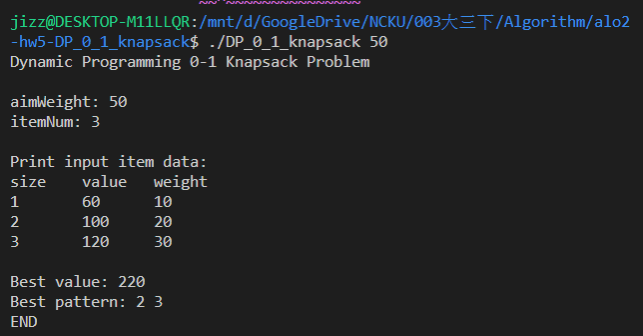 jizz@DESKTOP-M11LLQR:/mnt/d/GoogleDrive/NCKU/003大三下/Algorithm/alo2
-hw5-DP_0_1_knapsack$ ./DP_0_1_knapsack 50
Dynamic Programming 0-1 Knapsack Problem
aimWeight: 50
itemNum: 3
Print input item data:
size value weight
1 60 10
2 100 20
3 120 30
Best value: 220
Best pattern: 2 3
END